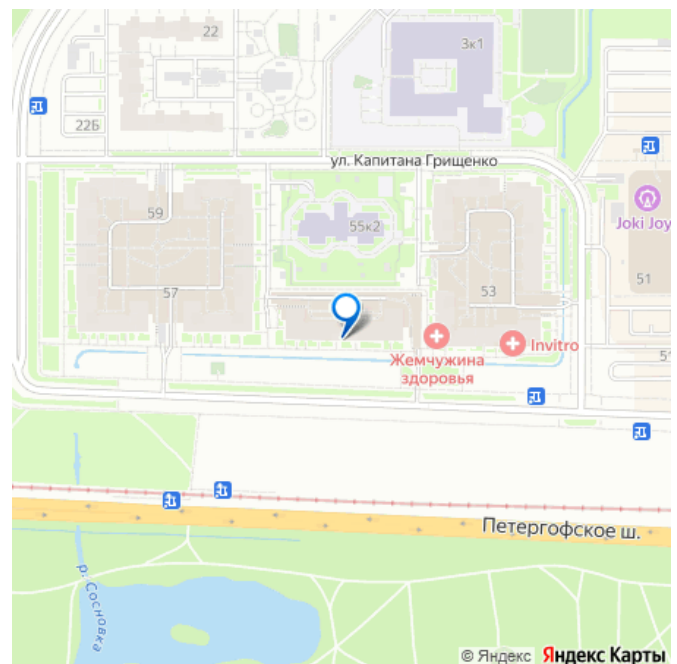 22
3к1
22Б
ул. Капитана Грищенко
59
55к2
Joki Joy
51
57
53
Invitro
Жемчужина
здоровья
51
Петергофское ш.
р. Сосновка
© Яндекс Яндекс Карты